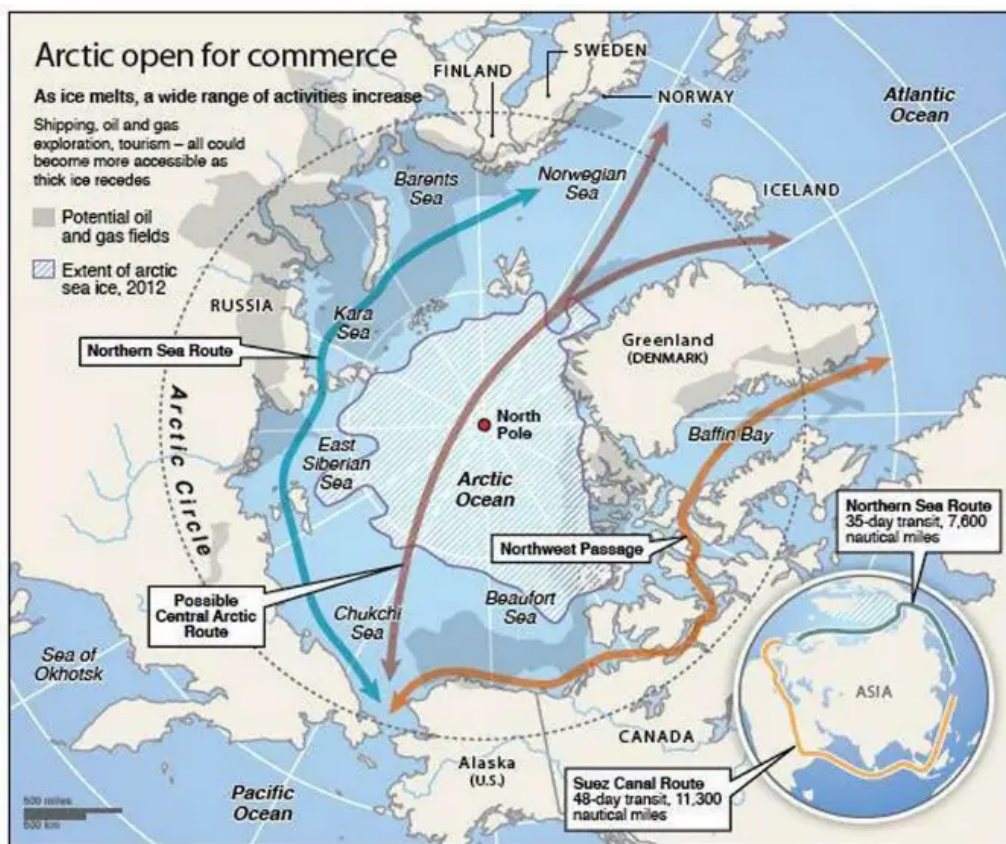 Arctic open for commerce
As ice melts, a wide range of activities increase
Shipping, oil and gas
exploration, tourism – all could
become more accessible as
thick ice recedes
Potential oil
and gas fields
Extent of arctic
sea ice, 2012
FINLAND
SWEDEN
NORWAY
Atlantic
Ocean
Barents
Sea
Norwegian
Sea
ICELAND
RUSSIA
Kara
Sea
Northern Sea Route
Greenland
(DENMARK)
Arctic Circle
North
Pole
Baffin Bay
East
Siberian
Sea
Arctic
Ocean
Northern Sea Route
35-day transit, 7,600
nautical miles
Northwest Passage
Possible
Central Arctic
Route
Chukchi
Sea
Beaufort
Sea
Sea of
Okhotsk
ASIA
CANADA
Alaska
(U.S.)
Suez Canal Route
48-day transit, 11,300
nautical miles
Pacific
Ocean
500 miles
500 km